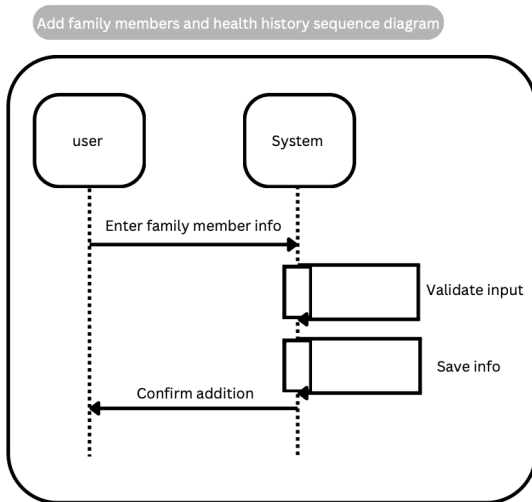 Add family members and health history sequence diagram
user
System
Enter family member info
Validate input
Save info
Confirm addition